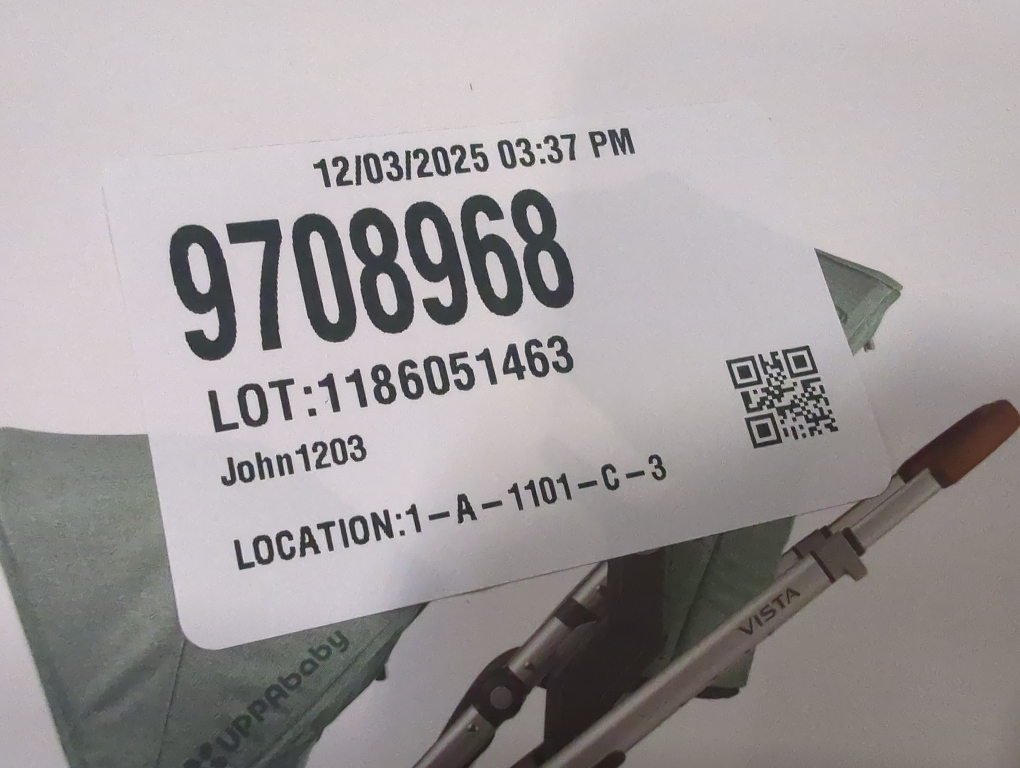 12/03/2025 03:37 PM
9708968
LOT:1186051463
John1203
LOCATION:1-A-1101-C-3
VISTA
UPPAbaby